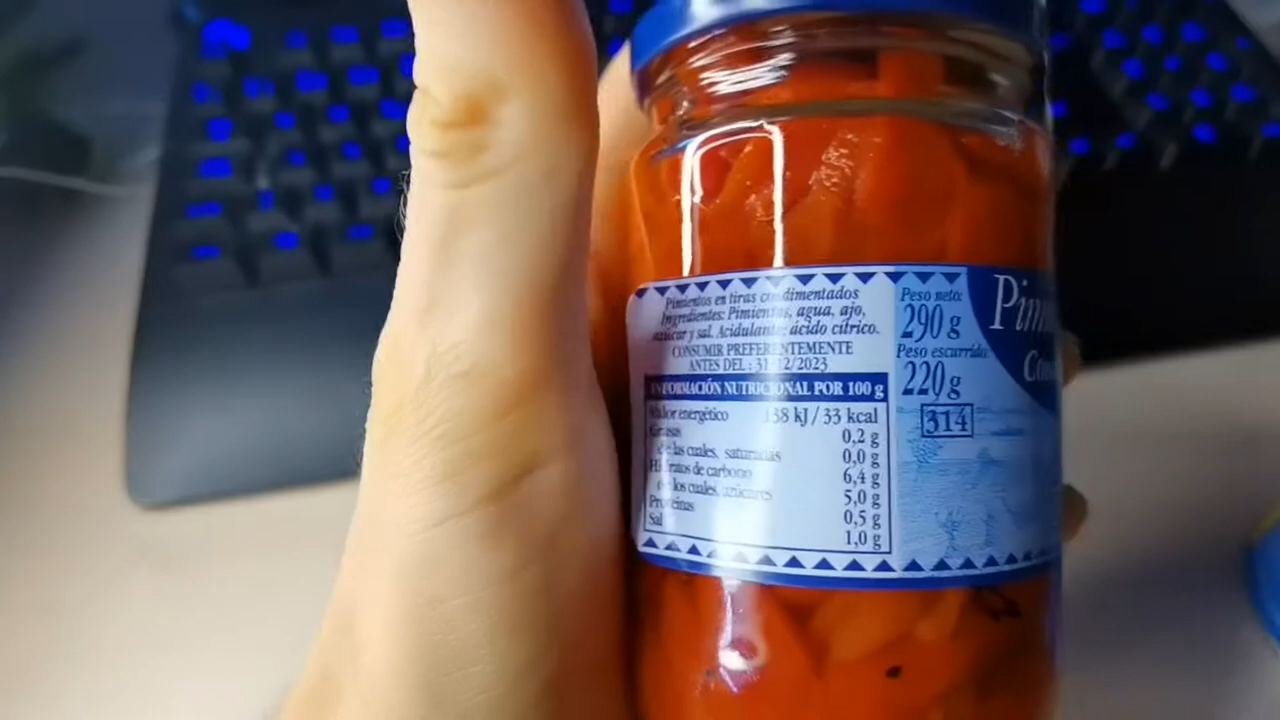 Pimientos en tiras condimentados
Ingredientes: Pimientos, agua, ajo,
azúcar y sal. Acidulante: ácido cítrico.
CONSUMIR PREFERENTEMENTE
ANTES DEL: 31/12/2023
INFORMACIÓN NUTRICIONAL POR 100 g
Valor energético 138 kJ / 33 kcal
Grasas 0,2 g
de las cuales, saturadas 0,0 g
Hidratos de carbono 6,4 g
de los cuales, azúcares 5,0 g
Proteínas 0,5 g
Sal 1,0 g
Peso neto:
290 g
Peso escurrido:
220 g
314